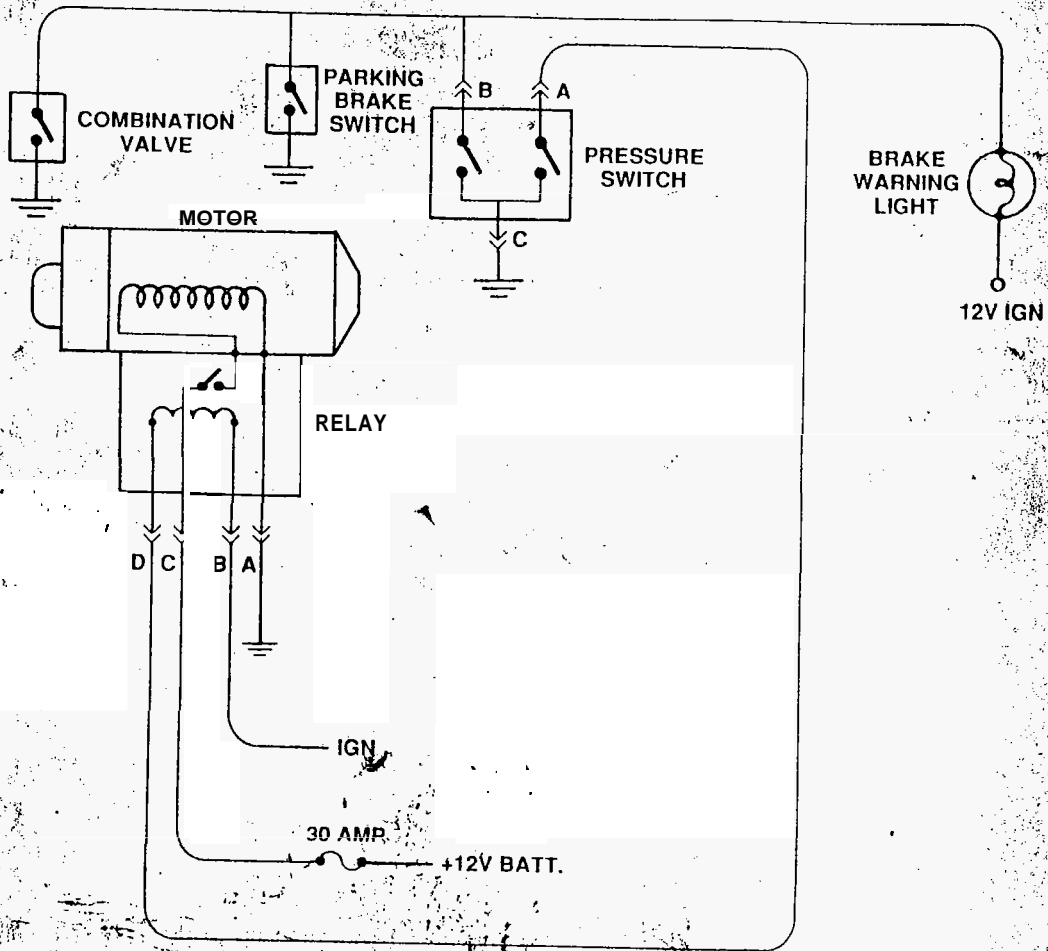 B
A
PARKING
BRAKE
SWITCH
COMBINATION
VALVE
PRESSURE
SWITCH
BRAKE
WARNING
LIGHT
MOTOR
C
12V IGN
RELAY
D C B A
IGN
30 AMP.
+12V BATT.